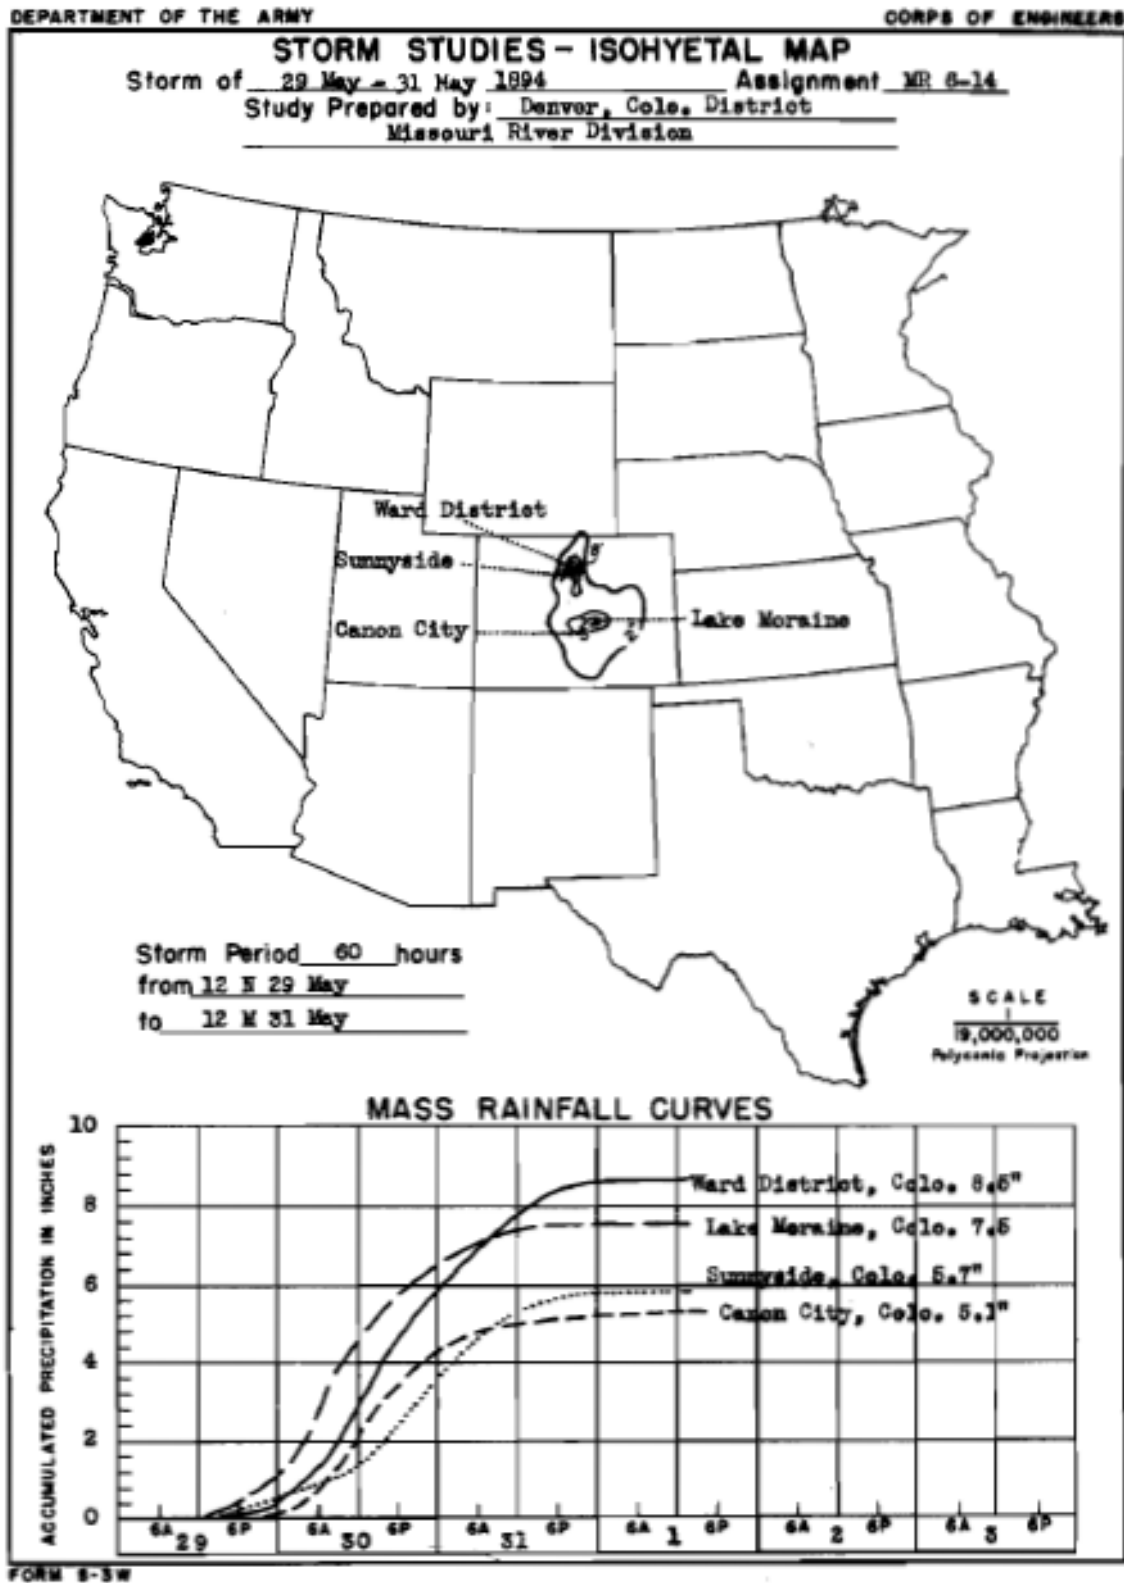 DEPARTMENT OF THE ARMY
CORPS OF ENGINEERS
STORM STUDIES - ISOHYETAL MAP
Storm of 29 May - 31 May 1894 Assignment MR 6-14
Study Prepared by: Denver, Colo. District
Missouri River Division
Ward District
8
Sunnyside
Canon City
5
2
Lake Moraine
Storm Period 60 hours
from 12 N 29 May
to 12 M 31 May
SCALE
1
19,000,000
Polyconic Projection
MASS RAINFALL CURVES
ACCUMULATED PRECIPITATION IN INCHES
10
8
6
4
2
0
Ward District, Colo. 8.6"
Lake Moraine, Colo. 7.5
Sunnyside, Colo. 5.7"
Canon City, Colo. 5.1"
6A 6P 6A 6P 6A 6P 6A 6P 6A 6P 6A 6P
29 30 31 1 2 3
FORM S-3W